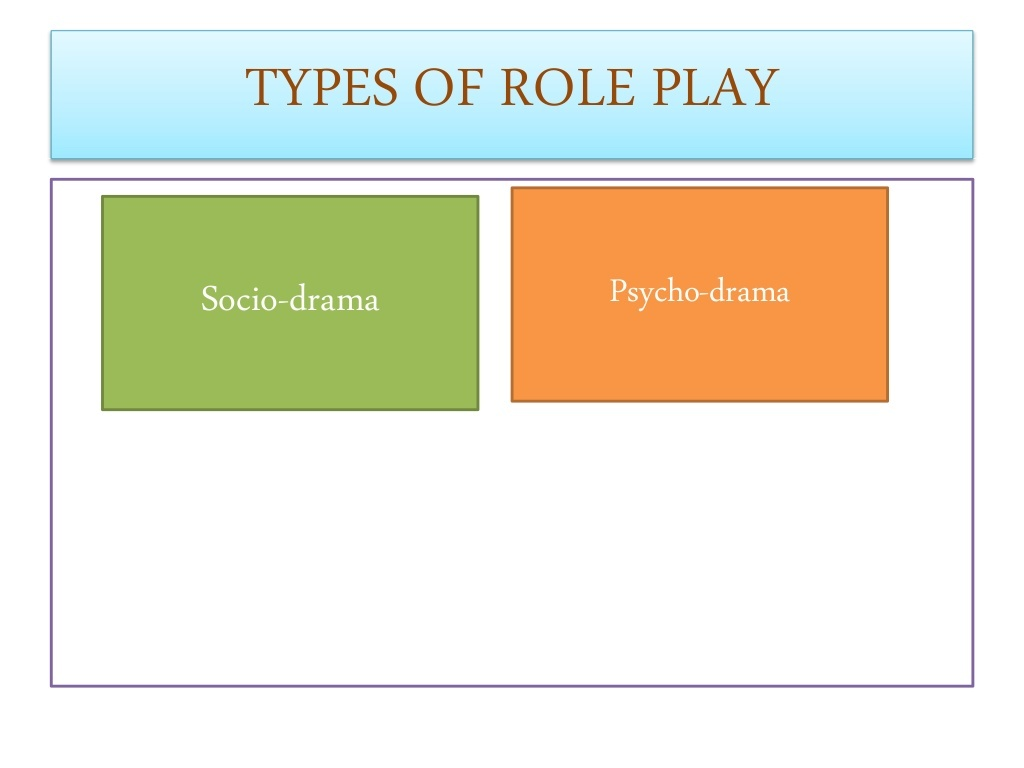 TYPES OF ROLE PLAY
Socio-drama
Psycho-drama